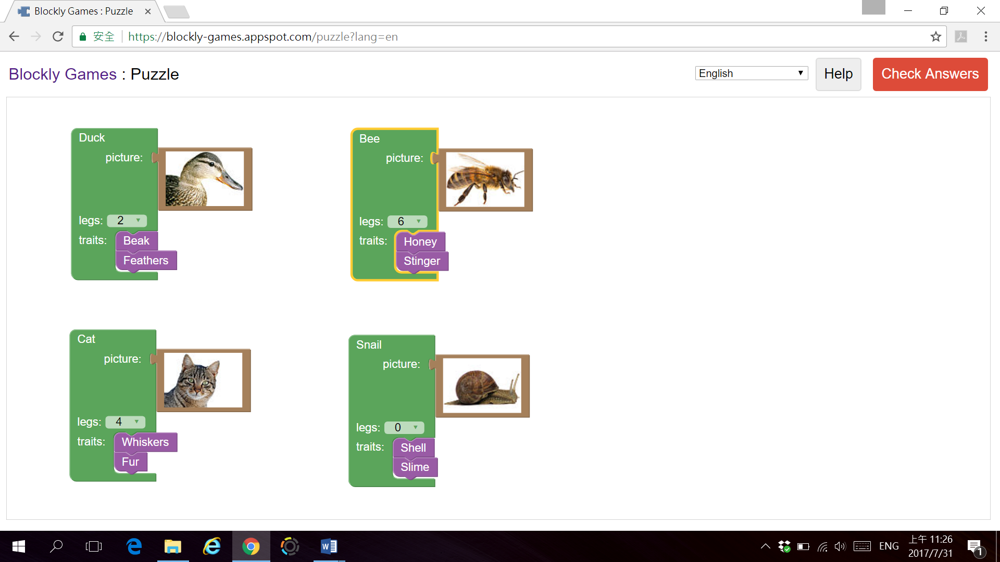 Blockly Games : Puzzle
安全 https://blockly-games.appspot.com/puzzle?lang=en
Blockly Games : Puzzle
English
Help
Check Answers
Duck
picture:
legs: 2
traits: Beak
Feathers
Bee
picture:
legs: 6
traits: Honey
Stinger
Cat
picture:
legs: 4
traits: Whiskers
Fur
Snail
picture:
legs: 0
traits: Shell
Slime
ENG
上午 11:26
2017/7/31
1